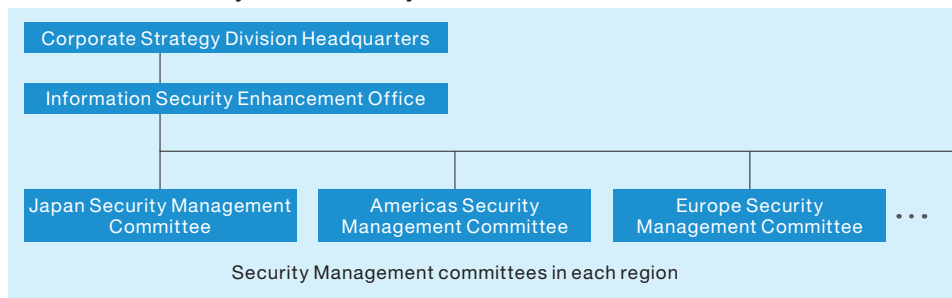 Corporate Strategy Division Headquarters
Information Security Enhancement Office
Japan Security Management
Committee
Americas Security
Management Committee
Europe Security
Management Committee
...
Security Management committees in each region